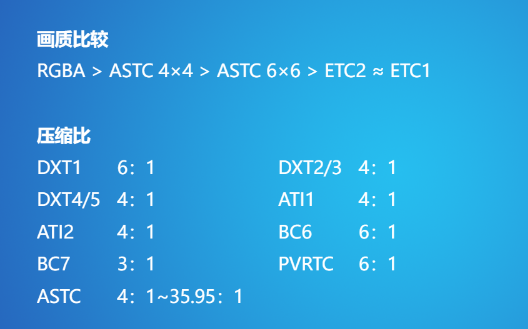 画质比较
RGBA > ASTC 4×4 > ASTC 6×6 > ETC2 ≈ ETC1
压缩比
DXT1 6：1 DXT2/3 4：1
DXT4/5 4：1 ATI1 4：1
ATI2 4：1 BC6 6：1
BC7 3：1 PVRTC 6：1
ASTC 4：1~35.95：1